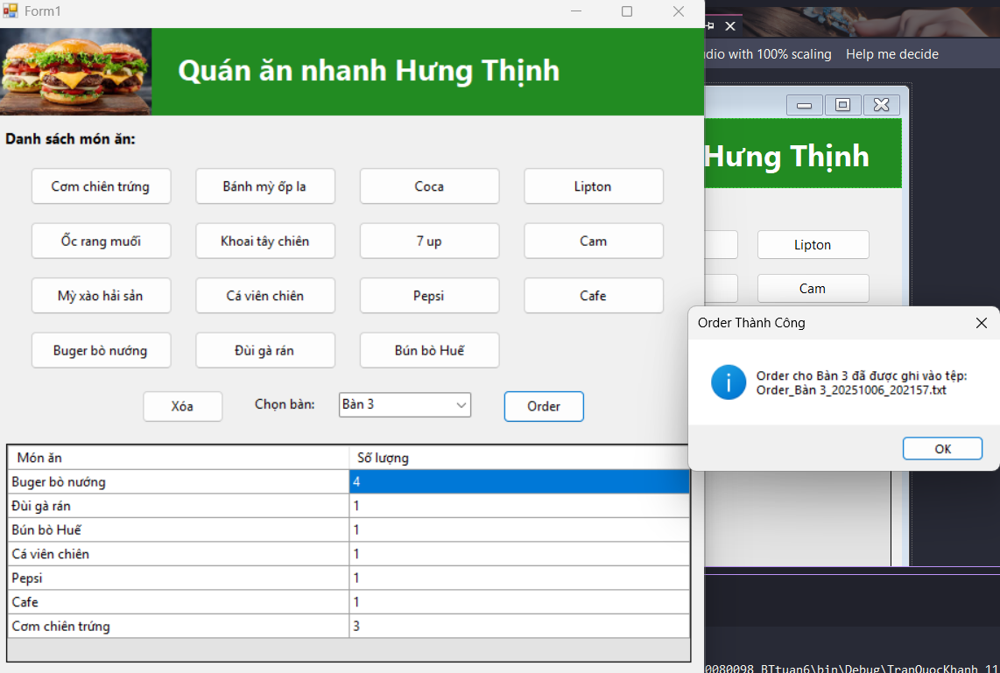 Form1
Quán ăn nhanh Hưng Thịnh
Danh sách món ăn:
Cơm chiên trứng
Bánh mỳ ốp la
Coca
Lipton
Ốc rang muối
Khoai tây chiên
7 up
Cam
Mỳ xào hải sản
Cá viên chiên
Pepsi
Cafe
Buger bò nướng
Đùi gà rán
Bún bò Huế
Xóa
Chọn bàn:
Bàn 3
Order
Món ăn Số lượng
Buger bò nướng 4
Đùi gà rán 1
Bún bò Huế 1
Cá viên chiên 1
Pepsi 1
Cafe 1
Cơm chiên trứng 3
with 100% scaling Help me decide
Hưng Thịnh
Lipton
Cam
Order Thành Công
Order cho Bàn 3 đã được ghi vào tệp:
Order_Bàn 3_20251006_202157.txt
OK
0080098_BTtuan6\bin\Debug\TranQuocKhanh_11